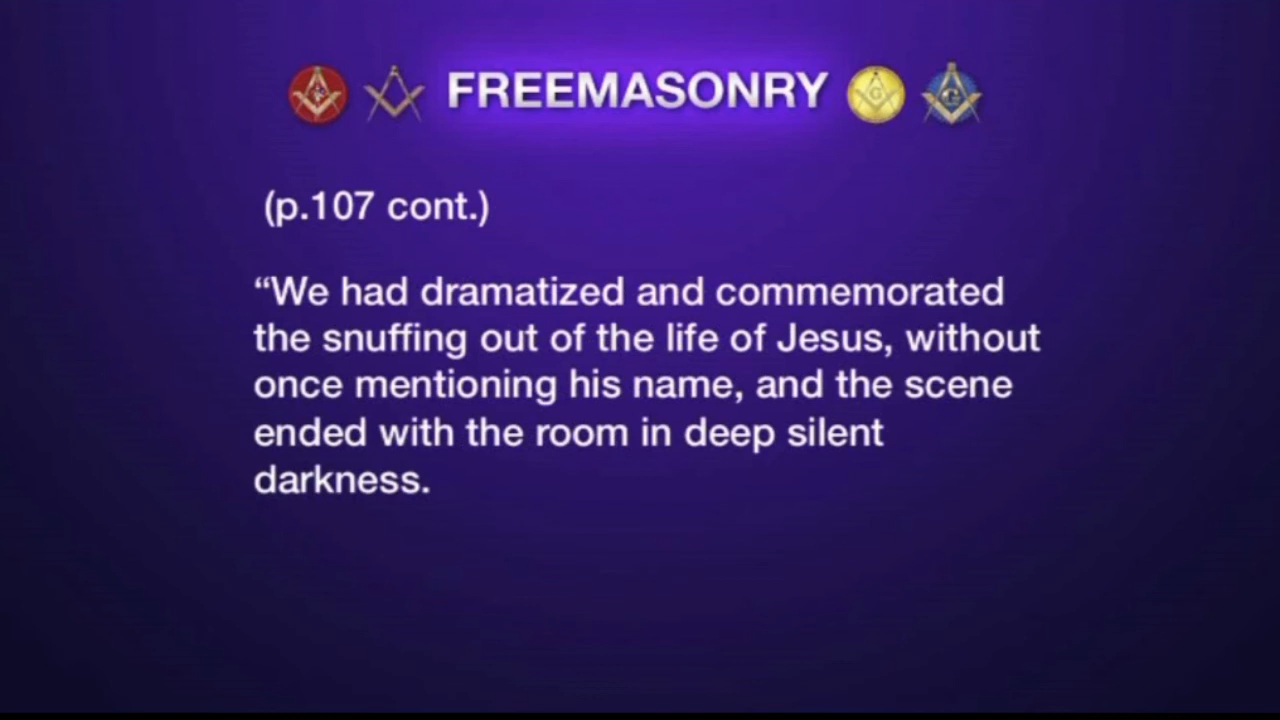 FREEMASONRY
(p.107 cont.)
“We had dramatized and commemorated
the snuffing out of the life of Jesus, without
once mentioning his name, and the scene
ended with the room in deep silent
darkness.